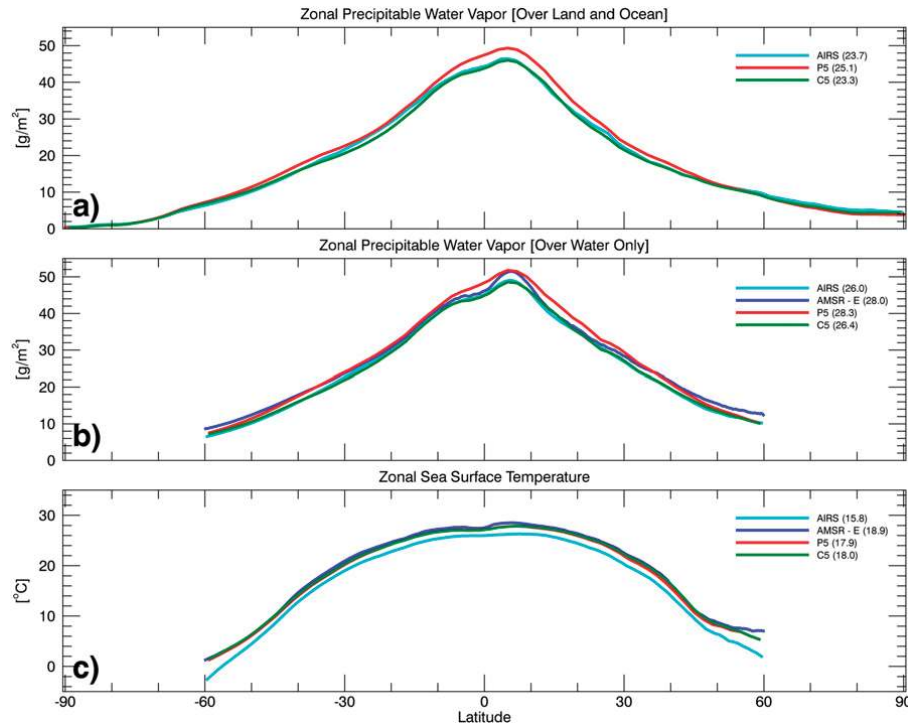 Zonal Precipitable Water Vapor [Over Land and Ocean]
50
40
30
20
10
0
[g/m²]
AIRS (23.7)
P5 (25.1)
C5 (23.3)
a)
Zonal Precipitable Water Vapor [Over Water Only]
50
40
30
20
10
0
[g/m²]
AIRS (26.0)
AMSR - E (28.0)
P5 (28.3)
C5 (26.4)
b)
Zonal Sea Surface Temperature
30
20
10
0
[°C]
AIRS (15.8)
AMSR - E (18.9)
P5 (17.9)
C5 (18.0)
c)
-90 -60 -30 0 30 60 90
Latitude